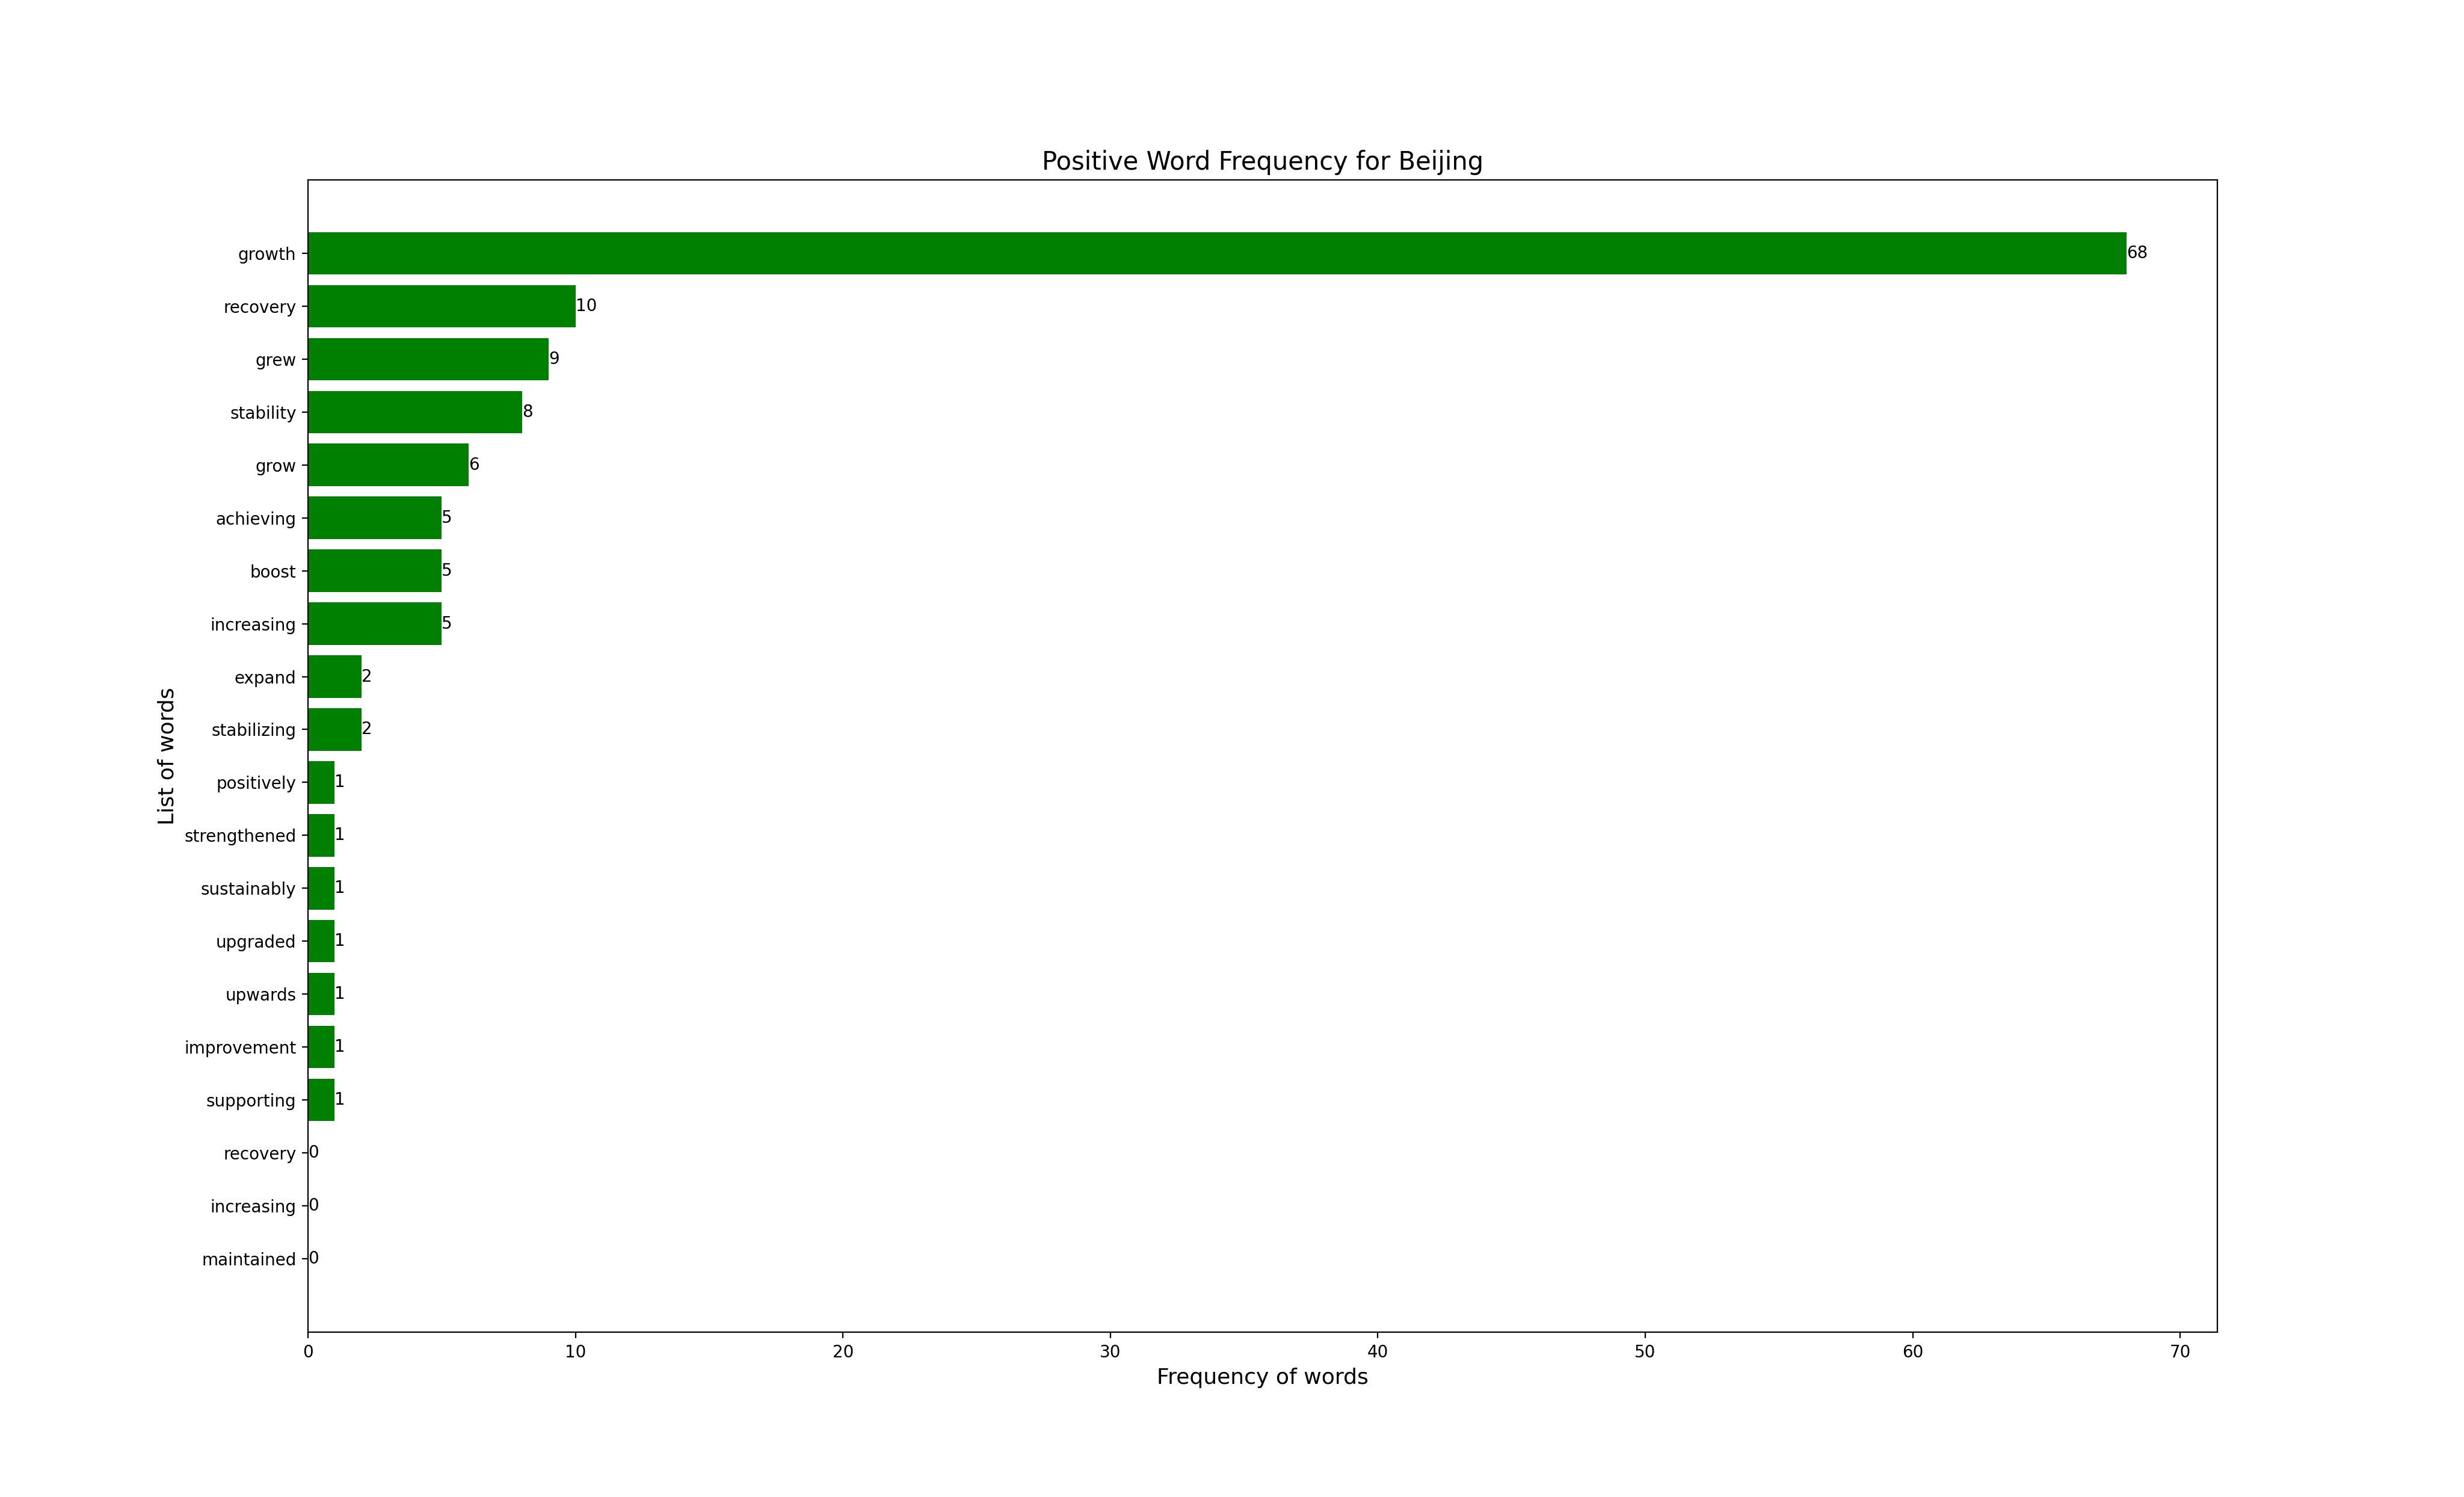 Positive Word Frequency for Beijing
growth 68
recovery 10
grew 9
stability 8
grow 6
achieving 5
boost 5
increasing 5
expand 2
stabilizing 2
positively 1
strengthened 1
sustainably 1
upgraded 1
upwards 1
improvement 1
supporting 1
recovery 0
increasing 0
maintained 0
List of words
0 10 20 30 40 50 60 70
Frequency of words